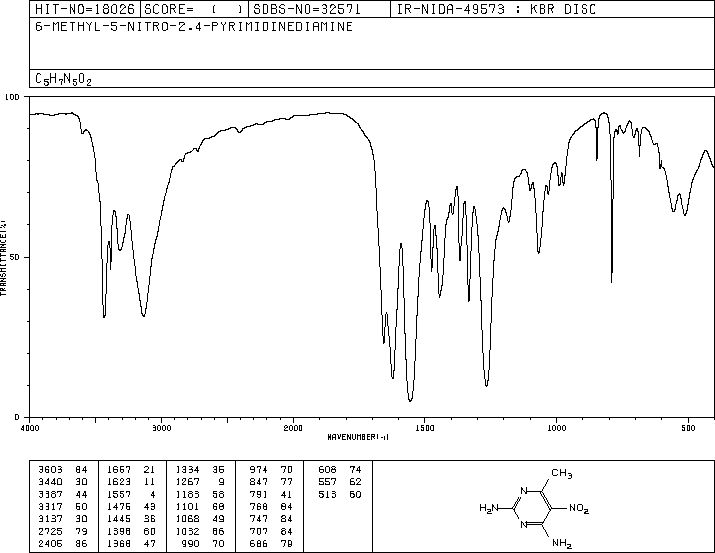 HIT-NO=18026 SCORE= ( ) SDBS-NO=32571 IR-NIDA-49573 : KBR DISC
6-METHYL-5-NITRO-2.4-PYRIMIDINEDIAMINE
C5H7N5O2
100
TRANSMITTANCE(%)
50
0
4000 3000 2000 1500 1000 500
WAVENUMBER(-1)
3603 84 1657 21 1334 35 974 70 608 74
3440 30 1623 11 1267 9 847 77 557 62
3387 44 1557 4 1183 58 791 41 513 60
3317 50 1476 43 1101 68 768 84
3137 30 1445 36 1068 49 747 84
2725 79 1398 60 1032 66 707 84
2405 86 1368 47 990 70 686 79
CH3
N
H2N N NO2
NH2